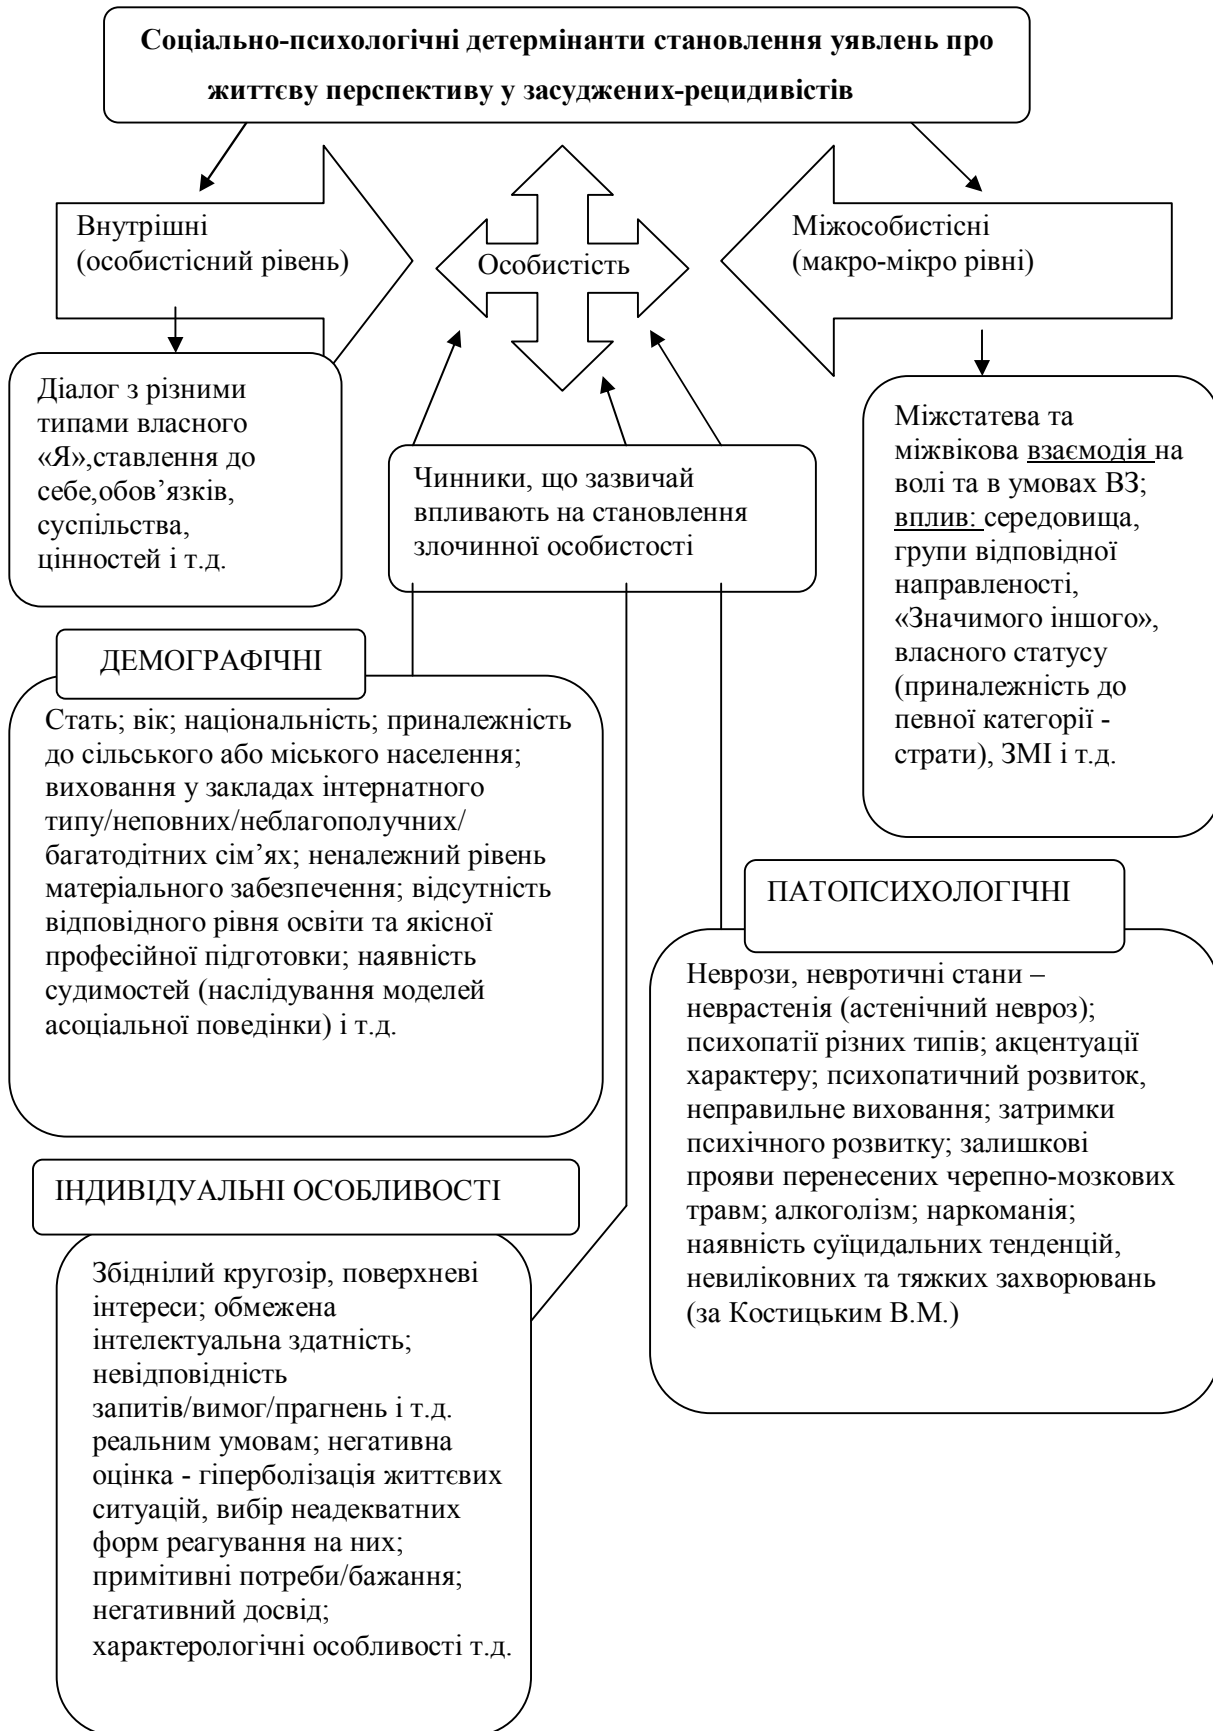 Соціально-психологічні детермінанти становлення уявлень про
життєву перспективу у засуджених-рецидивістів
Внутрішні
(особистісний рівень)
Особистість
Міжособистісні
(макро-мікро рівні)
Діалог з різними
типами власного
«Я»,ставлення до
себе,обов’язків,
суспільства,
цінностей і т.д.
Чинники, що зазвичай
впливають на становлення
злочинної особистості
Міжстатева та
міжвікова взаємодія на
волі та в умовах ВЗ;
вплив: середовища,
групи відповідної
направленості,
«Значимого іншого»,
власного статусу
(приналежність до
певної категорії -
страти), ЗМІ і т.д.
ДЕМОГРАФІЧНІ
Стать; вік; національність; приналежність
до сільського або міського населення;
виховання у закладах інтернатного
типу/неповних/неблагополучних/
багатодітних сім’ях; неналежний рівень
матеріального забезпечення; відсутність
відповідного рівня освіти та якісної
професійної підготовки; наявність
судимостей (наслідування моделей
асоціальної поведінки) і т.д.
ПАТОПСИХОЛОГІЧНІ
Неврози, невротичні стани –
неврастенія (астенічний невроз);
психопатії різних типів; акцентуації
характеру; психопатичний розвиток,
неправильне виховання; затримки
психічного розвитку; залишкові
прояви перенесених черепно-мозкових
травм; алкоголізм; наркоманія;
наявність суїцидальних тенденцій,
невиліковних та тяжких захворювань
(за Костицьким В.М.)
ІНДИВІДУАЛЬНІ ОСОБЛИВОСТІ
Збіднілий кругозір, поверхневі
інтереси; обмежена
інтелектуальна здатність;
невідповідність
запитів/вимог/прагнень і т.д.
реальним умовам; негативна
оцінка - гіперболізація життєвих
ситуацій, вибір неадекватних
форм реагування на них;
примітивні потреби/бажання;
негативний досвід;
характерологічні особливості т.д.